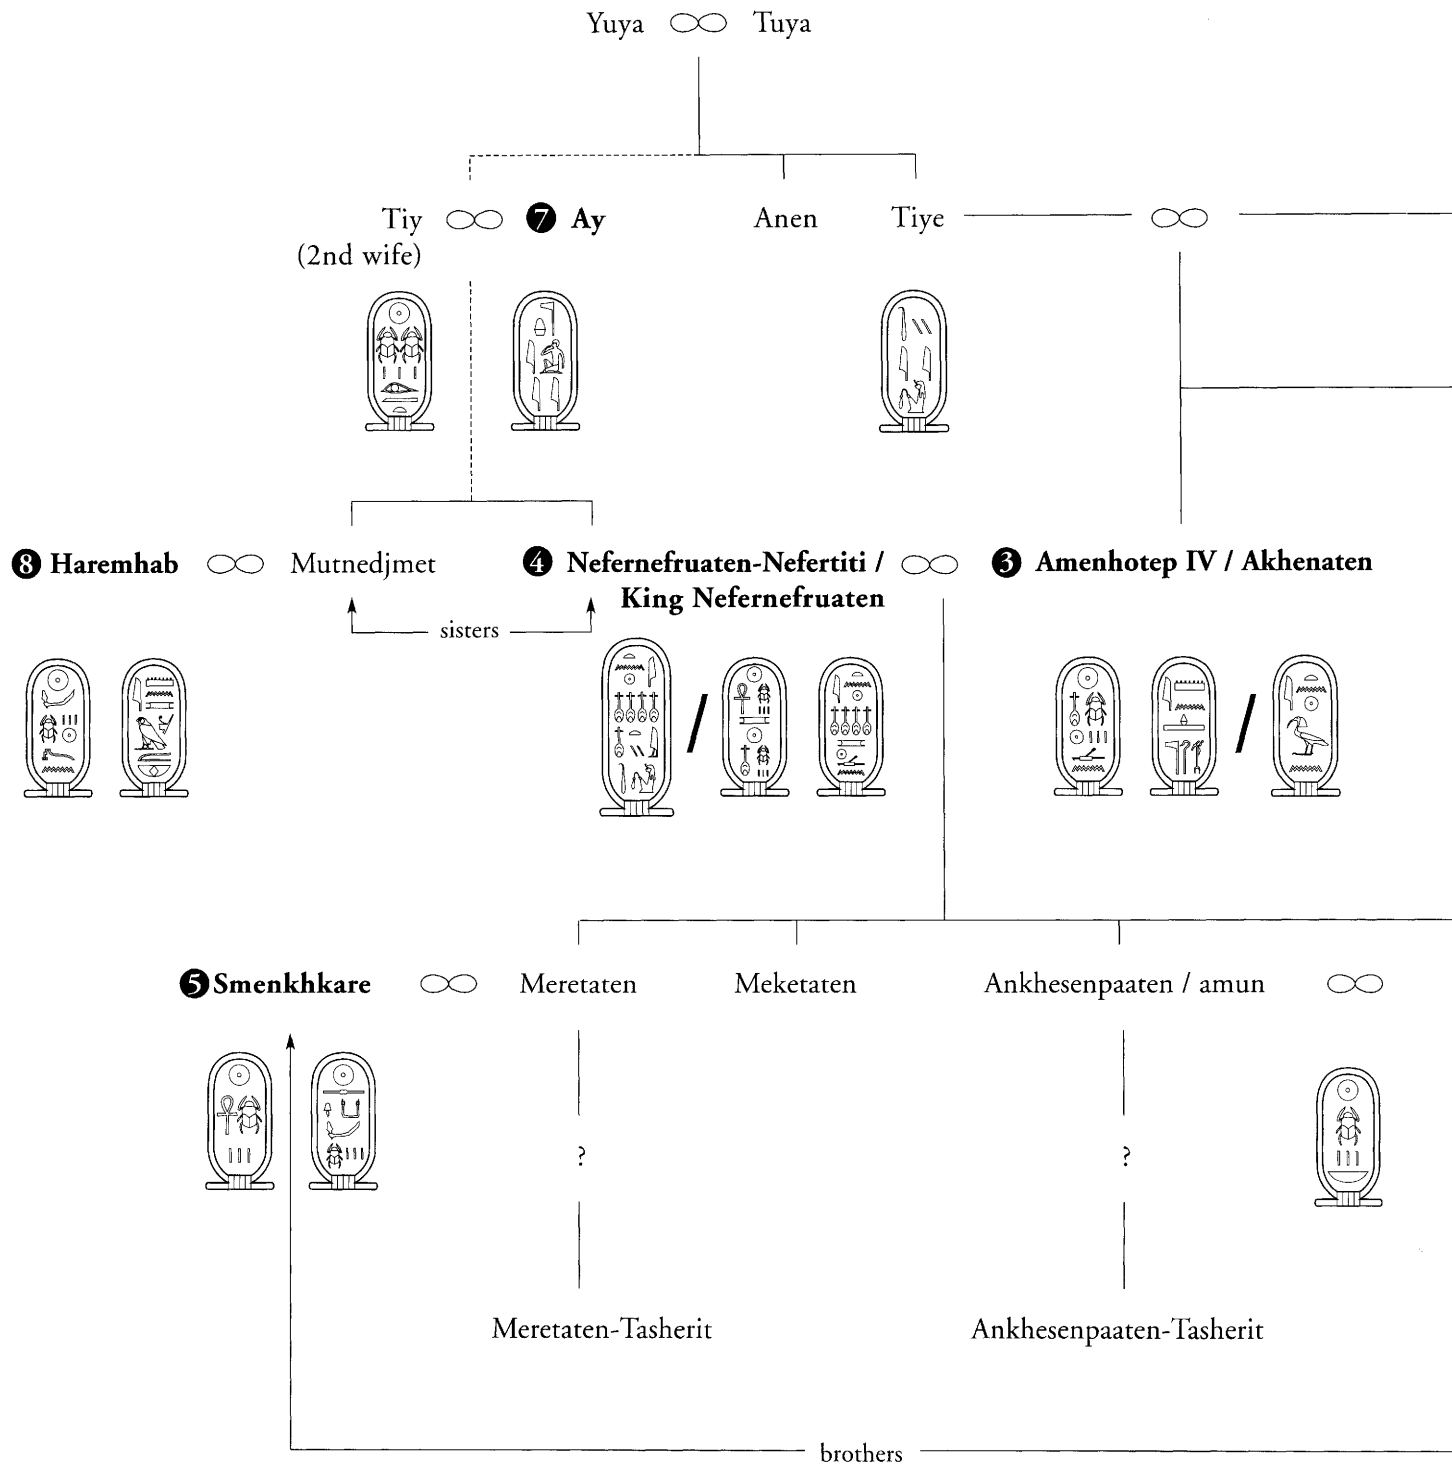 Yuya ∞ Tuya
Tiy ∞ 7 Ay Anen Tiye ∞
(2nd wife)
8 Haremhab ∞ Mutnedjmet 4 Nefernefruaten-Nefertiti / ∞ 3 Amenhotep IV / Akhenaten
King Nefernefruaten
sisters
/ /
5 Smenkhkare ∞ Meretaten Meketaten Ankhesenpaaten / amun ∞
? ?
Meretaten-Tasherit Ankhesenpaaten-Tasherit
brothers